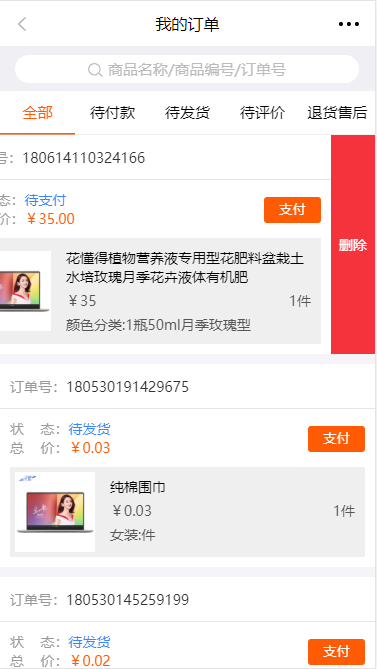 我的订单
商品名称/商品编号/订单号
全部 待付款 待发货 待评价 退货售后
号：180614110324166
态：待支付
价：￥35.00
支付
删除
花懂得植物营养液专用型花肥料盆栽土
水培玫瑰月季花卉液体有机肥
￥35 1件
颜色分类:1瓶50ml月季玫瑰型
订单号：180530191429675
状 态：待发货
总 价：￥0.03
支付
纯棉围巾
￥0.03 1件
女装:件
订单号：180530145259199
状 态：待发货
总 价：￥0.02
支付